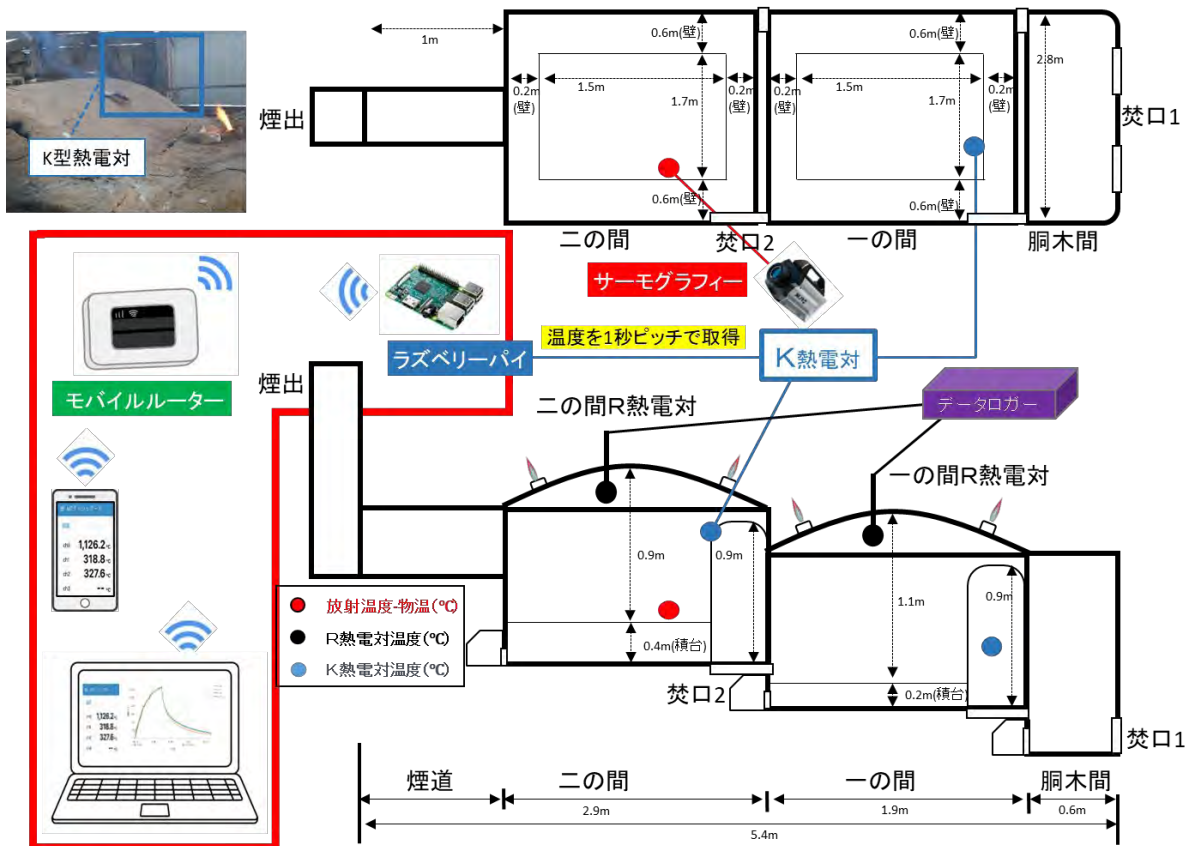 K型熱電対
1m
煙出
0.6m(壁)
0.6m(壁)
0.2m
(壁)
1.5m
1.7m
0.2m
(壁)
0.2m
(壁)
1.5m
1.7m
0.2m
(壁)
2.8m
焚口1
0.6m(壁)
0.6m(壁)
二の間
焚口2
一の間
胴木間
サーモグラフィー
温度を1秒ピッチで取得
ラズベリーパイ
K熱電対
モバイルルーター
煙出
データロガー
二の間R熱電対
一の間R熱電対
0.9m
0.9m
1.1m
0.9m
0.4m(積台)
0.2m(積台)
焚口2
焚口1
放射温度-物温(℃)
R熱電対温度(℃)
K熱電対温度(℃)
ch0 1,126.2℃
ch1 318.8℃
ch2 327.6℃
ch3 --℃
1,126.2℃
318.8℃
327.6℃
煙道
二の間
一の間
胴木間
2.9m
1.9m
0.6m
5.4m